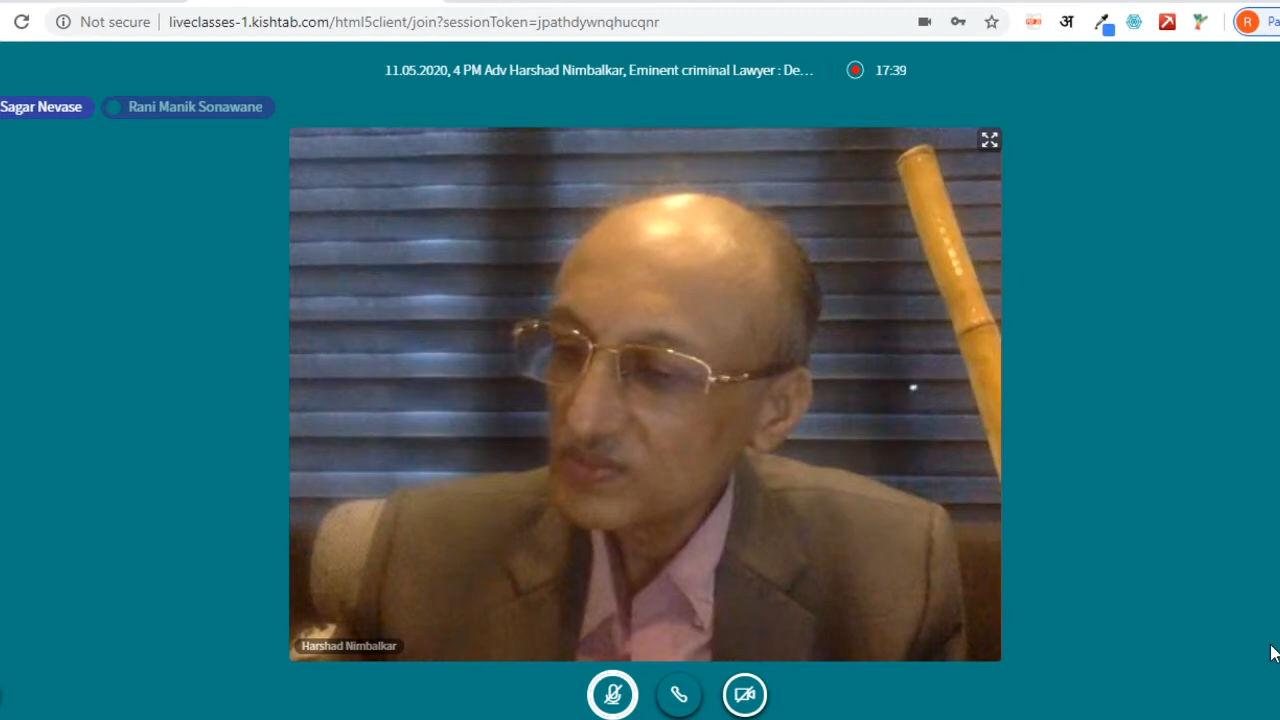 Not secure
liveclasses-1.kishtab.com/html5client/join?sessionToken=jpathdywnqhucqnr
अ
R
Pa
11.05.2020, 4 PM Adv Harshad Nimbalkar, Eminent criminal Lawyer : De...
17:39
Sagar Nevase
Rani Manik Sonawane
Harshad Nimbalkar